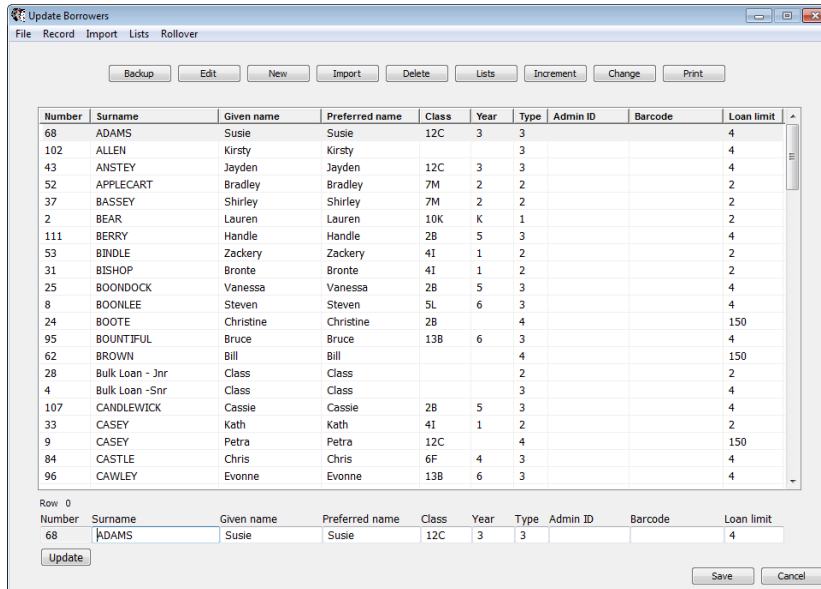 Update Borrowers
File Record Import Lists Rollover
Backup Edit New Import Delete Lists Increment Change Print
Number Surname Given name Preferred name Class Year Type Admin ID Barcode Loan limit
68 ADAMS Susie Susie 12C 3 3 4
102 ALLEN Kirsty Kirsty 3 4
43 ANSTEY Jayden Jayden 12C 3 3 4
52 APPLECART Bradley Bradley 7M 2 2 2
37 BASSEY Shirley Shirley 7M 2 2 2
2 BEAR Lauren Lauren 10K K 1 2
111 BERRY Handle Handle 2B 5 3 4
53 BINDLE Zackery Zackery 4I 1 2 2
31 BISHOP Bronte Bronte 4I 1 2 2
25 BOONDOCK Vanessa Vanessa 2B 5 3 4
8 BOONLEE Steven Steven 5L 6 3 4
24 BOOTE Christine Christine 2B 4 150
95 BOUNTIFUL Bruce Bruce 13B 6 3 4
62 BROWN Bill Bill 4 150
28 Bulk Loan - Jnr Class Class 2 2
4 Bulk Loan -Snr Class Class 3 4
107 CANDLEWICK Cassie Cassie 2B 5 3 4
33 CASEY Kath Kath 4I 1 2 2
9 CASEY Petra Petra 12C 4 150
84 CASTLE Chris Chris 6F 4 3 4
96 CAWLEY Evonne Evonne 13B 6 3 4
Row 0
Number Surname Given name Preferred name Class Year Type Admin ID Barcode Loan limit
68 ADAMS Susie Susie 12C 3 3 4
Update
Save Cancel